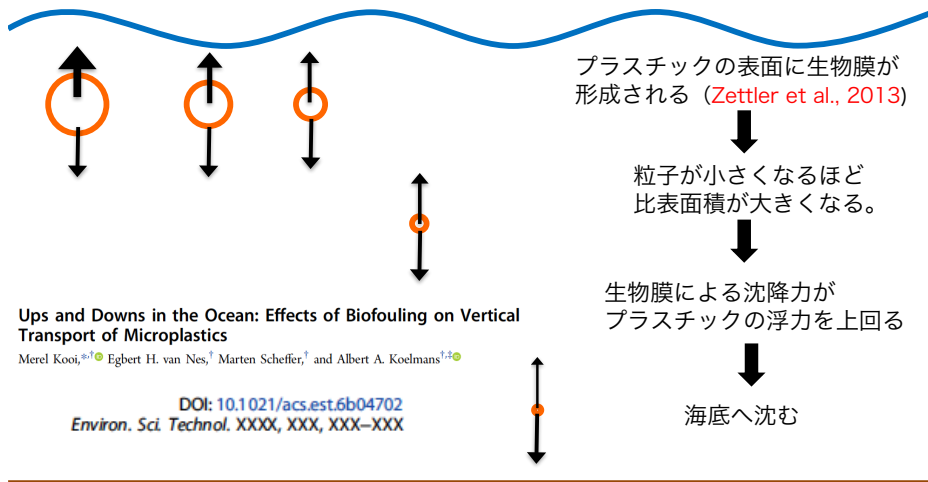 プラスチックの表面に生物膜が
形成される（Zettler et al., 2013)
粒子が小さくなるほど
比表面積が大きくなる。
生物膜による沈降力が
プラスチックの浮力を上回る
海底へ沈む
Ups and Downs in the Ocean: Effects of Biofouling on Vertical
Transport of Microplastics
Merel Kooi,*,† Egbert H. van Nes,† Marten Scheffer,† and Albert A. Koelmans†,‡
DOI: 10.1021/acs.est.6b04702
Environ. Sci. Technol. XXXX, XXX, XXX−XXX